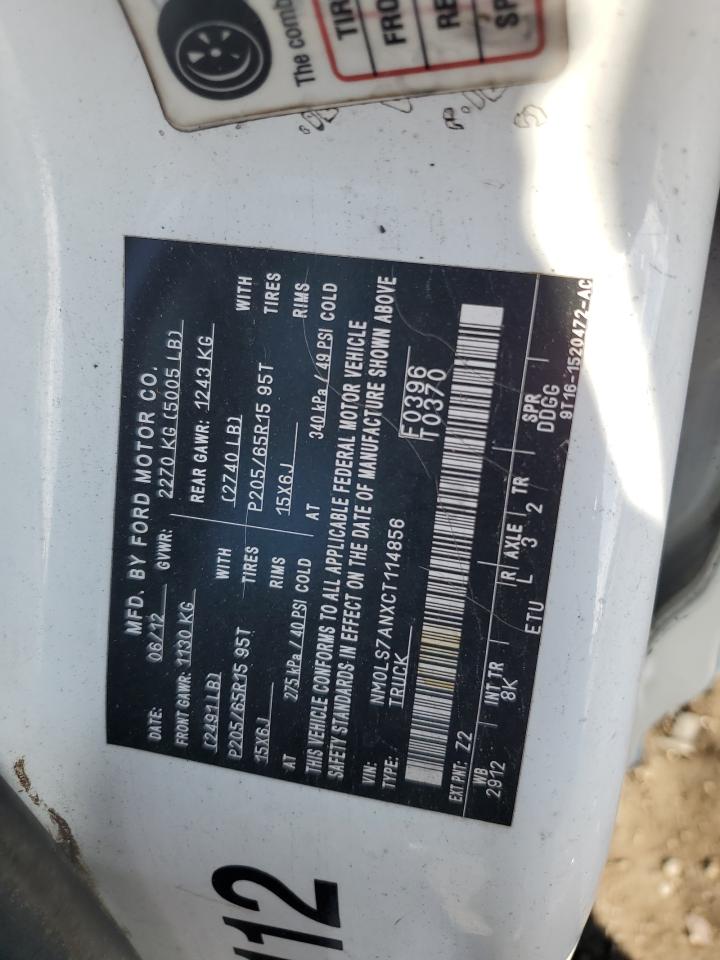 The comb
TIR
FRO
RE
SP
MFD. BY FORD MOTOR CO.
DATE: 06/12 GVWR: 2270 KG (5005 LB)
FRONT GAWR: 1130 KG REAR GAWR: 1243 KG
(2491 LB) WITH (2740 LB) WITH
P205/65R15 95T TIRES P205/65R15 95T TIRES
15X6J RIMS 15X6J RIMS
AT 275 kPa / 40 PSI COLD AT 340 kPa / 49 PSI COLD
THIS VEHICLE CONFORMS TO ALL APPLICABLE FEDERAL MOTOR VEHICLE
SAFETY STANDARDS IN EFFECT ON THE DATE OF MANUFACTURE SHOWN ABOVE
VIN: NM0LS7ANXCT114856 F0396
TYPE: TRUCK T0370
EXT PNT: Z2
WB INT TR R AXLE TR SPR
2912 8K L 3 2 DDGG
ETU 9T16-1520472-AC
112